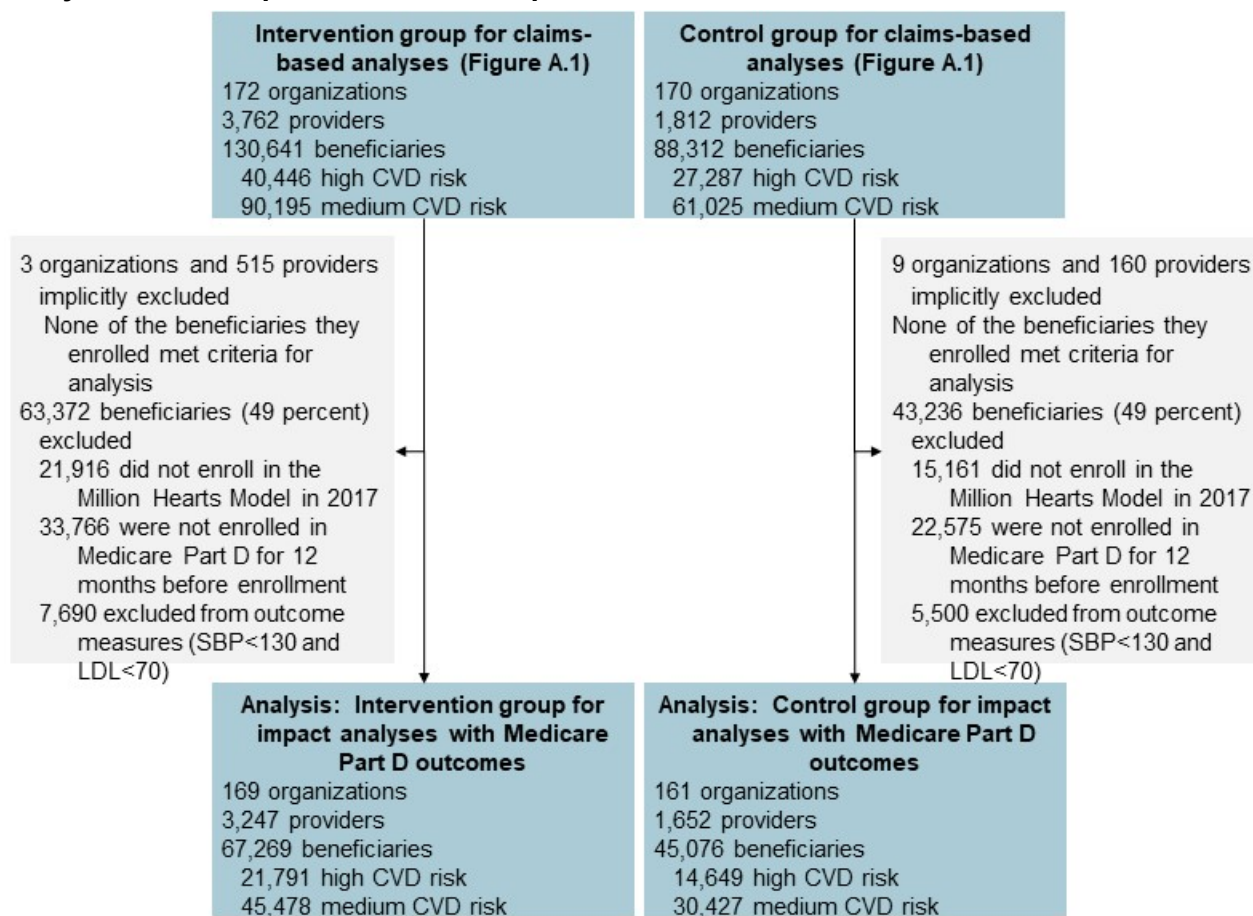 Intervention group for claims-
based analyses (Figure A.1)
172 organizations
3,762 providers
130,641 beneficiaries
40,446 high CVD risk
90,195 medium CVD risk
Control group for claims-based
analyses (Figure A.1)
170 organizations
1,812 providers
88,312 beneficiaries
27,287 high CVD risk
61,025 medium CVD risk
3 organizations and 515 providers
implicitly excluded
None of the beneficiaries they
enrolled met criteria for
analysis
63,372 beneficiaries (49 percent)
excluded
21,916 did not enroll in the
Million Hearts Model in 2017
33,766 were not enrolled in
Medicare Part D for 12
months before enrollment
7,690 excluded from outcome
measures (SBP<130 and
LDL<70)
9 organizations and 160 providers
implicitly excluded
None of the beneficiaries they
enrolled met criteria for
analysis
43,236 beneficiaries (49 percent)
excluded
15,161 did not enroll in the
Million Hearts Model in 2017
22,575 were not enrolled in
Medicare Part D for 12
months before enrollment
5,500 excluded from outcome
measures (SBP<130 and
LDL<70)
Analysis: Intervention group for
impact analyses with Medicare
Part D outcomes
169 organizations
3,247 providers
67,269 beneficiaries
21,791 high CVD risk
45,478 medium CVD risk
Analysis: Control group for impact
analyses with Medicare Part D
outcomes
161 organizations
1,652 providers
45,076 beneficiaries
14,649 high CVD risk
30,427 medium CVD risk